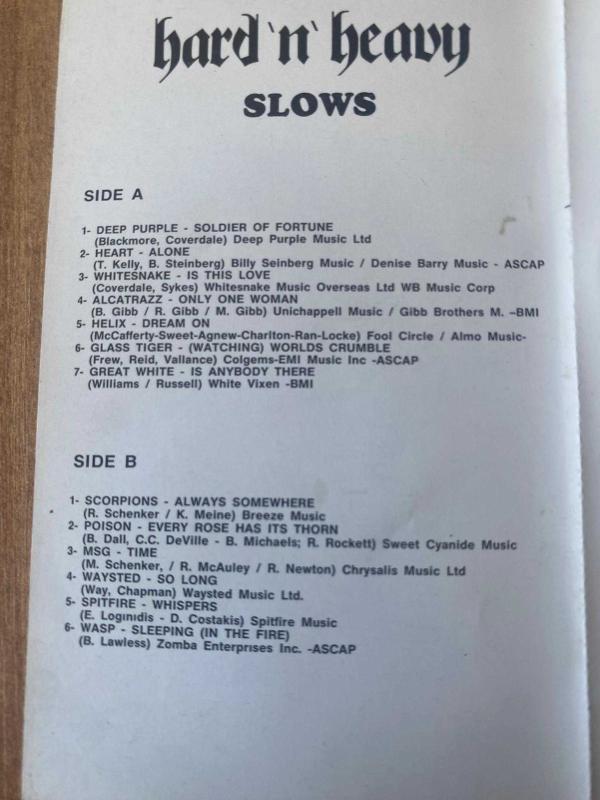 hard 'n' heavy
SLOWS
SIDE A
1- DEEP PURPLE - SOLDIER OF FORTUNE
(Blackmore, Coverdale) Deep Purple Music Ltd
2- HEART - ALONE
(T. Kelly, B. Steinberg) Billy Seinberg Music / Denise Barry Music - ASCAP
3- WHITESNAKE - IS THIS LOVE
(Coverdale, Sykes) Whitesnake Music Overseas Ltd WB Music Corp
4- ALCATRAZZ - ONLY ONE WOMAN
(B. Gibb / R. Gibb / M. Gibb) Unichappell Music / Gibb Brothers M. –BMI
5- HELIX - DREAM ON
(McCafferty-Sweet-Agnew-Charlton-Ran-Locke) Fool Circle / Almo Music-
6- GLASS TIGER - (WATCHING) WORLDS CRUMBLE
(Frew, Reid, Vallance) Colgems-EMI Music Inc -ASCAP
7- GREAT WHITE - IS ANYBODY THERE
(Williams / Russell) White Vixen -BMI
SIDE B
1- SCORPIONS - ALWAYS SOMEWHERE
(R. Schenker / K. Meine) Breeze Music
2- POISON - EVERY ROSE HAS ITS THORN
(B. Dall, C.C. DeVille - B. Michaels; R. Rockett) Sweet Cyanide Music
3- MSG - TIME
(M. Schenker, / R. McAuley / R. Newton) Chrysalis Music Ltd
4- WAYSTED - SO LONG
(Way, Chapman) Waysted Music Ltd.
5- SPITFIRE - WHISPERS
(E. Loginidis - D. Costakis) Spitfire Music
6- WASP - SLEEPING (IN THE FIRE)
(B. Lawless) Zomba Enterprises Inc. -ASCAP